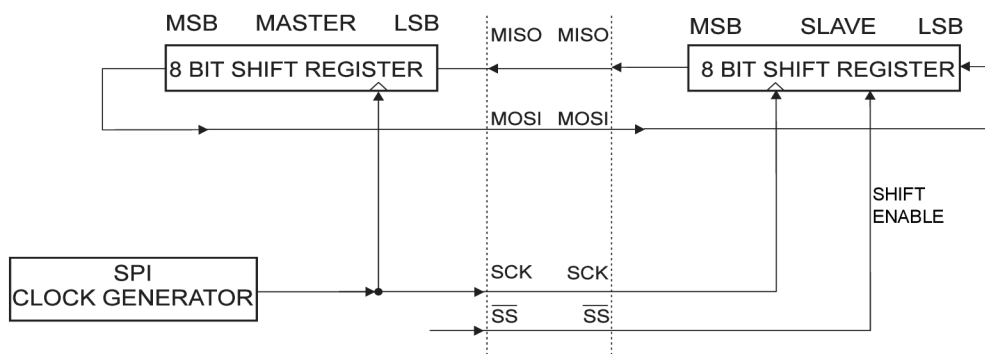 MSB MASTER LSB
MISO MISO
MSB SLAVE LSB
8 BIT SHIFT REGISTER
8 BIT SHIFT REGISTER
MOSI MOSI
SHIFT
ENABLE
SPI
CLOCK GENERATOR
SCK SCK
SS SS